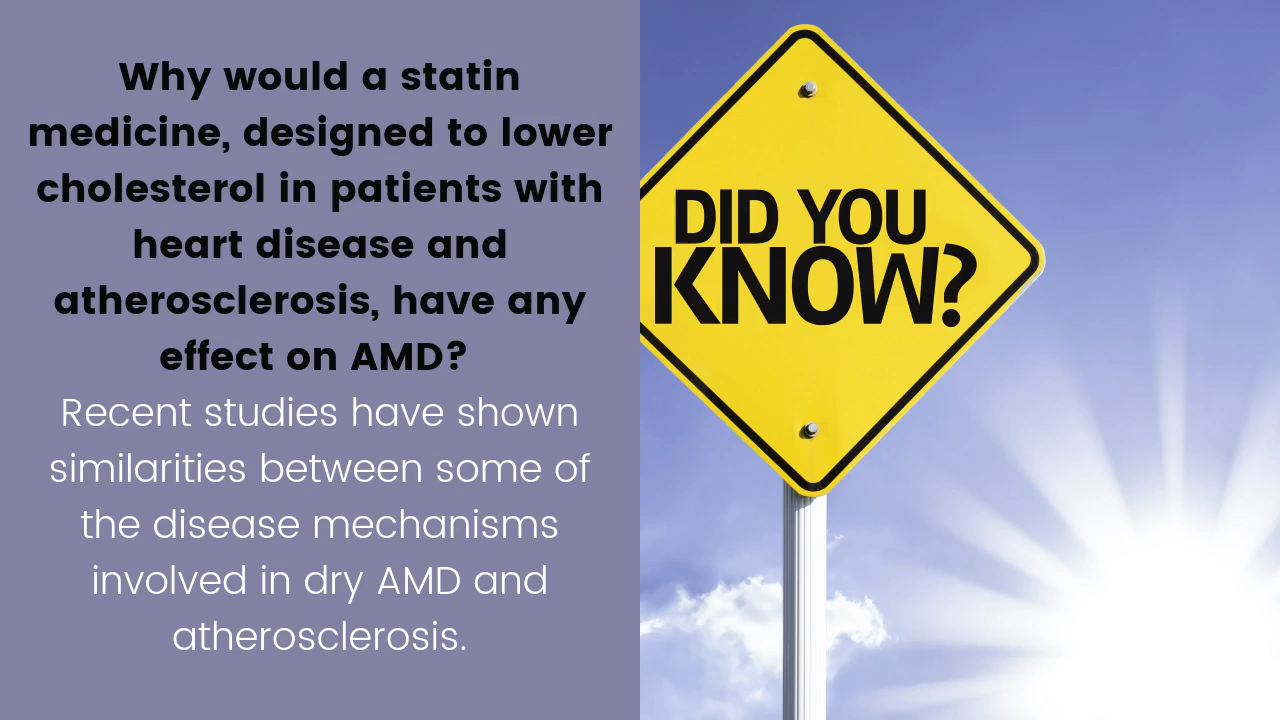 Why would a statin
medicine, designed to lower
cholesterol in patients with
heart disease and
atherosclerosis, have any
effect on AMD?
Recent studies have shown
similarities between some of
the disease mechanisms
involved in dry AMD and
atherosclerosis.
DID YOU
KNOW?